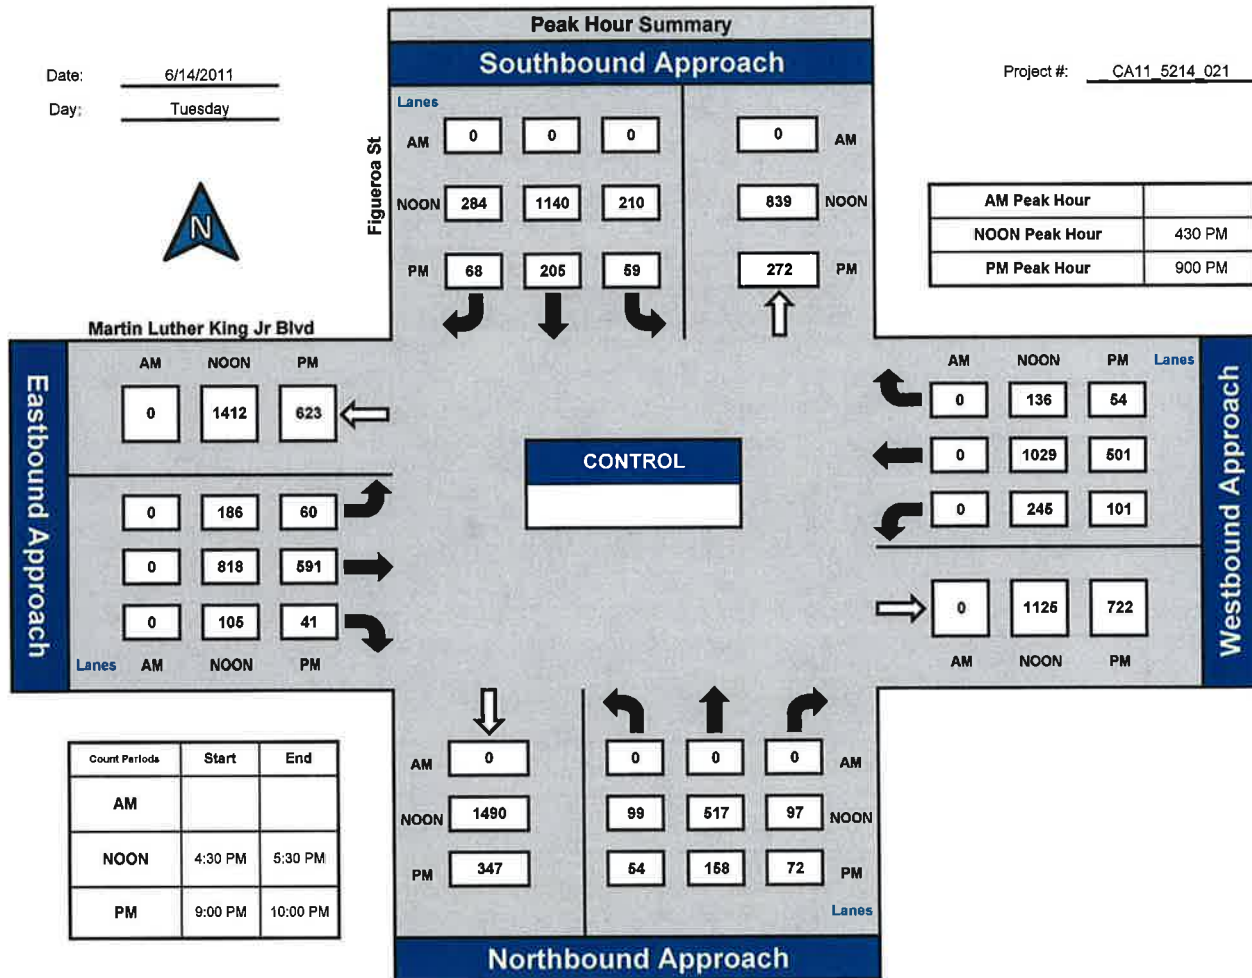 Peak Hour Summary
Southbound Approach
Date: 6/14/2011
Day: Tuesday
Project #: CA11_5214_021
N
Figueroa St
Lanes
AM 0 0 0 0 AM
NOON 284 1140 210 839 NOON
PM 68 205 59 272 PM
AM Peak Hour
NOON Peak Hour 430 PM
PM Peak Hour 900 PM
Martin Luther King Jr Blvd
Eastbound Approach
AM NOON PM
0 1412 623
0 186 60
0 818 591
0 105 41
Lanes AM NOON PM
CONTROL
AM NOON PM Lanes
0 136 54
0 1029 501
0 245 101
0 1125 722
AM NOON PM
Westbound Approach
Count Periods Start End
AM
NOON 4:30 PM 5:30 PM
PM 9:00 PM 10:00 PM
AM 0 0 0 0 AM
NOON 1490 99 517 97 NOON
PM 347 54 158 72 PM
Lanes
Northbound Approach